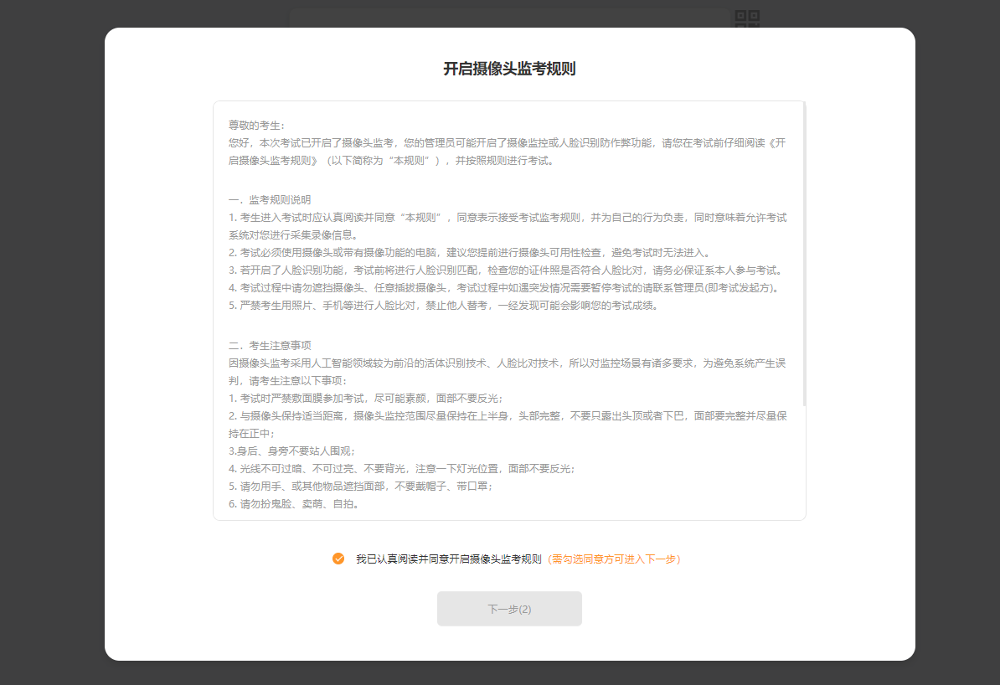 开启摄像头监考规则
尊敬的考生：
您好，本次考试已开启了摄像头监考，您的管理员可能开启了摄像监控或人脸识别防作弊功能，请您在考试前仔细阅读《开
启摄像头监考规则》（以下简称为“本规则”），并按照规则进行考试。
一．监考规则说明
1. 考生进入考试时应认真阅读并同意“本规则”，同意表示接受考试监考规则，并为自己的行为负责，同时意味着允许考试
系统对您进行采集录像信息。
2. 考试必须使用摄像头或带有摄像功能的电脑，建议您提前进行摄像头可用性检查，避免考试时无法进入。
3. 若开启了人脸识别功能，考试前将进行人脸识别匹配，检查您的证件照是否符合人脸比对，请务必保证系本人参与考试。
4. 考试过程中请勿遮挡摄像头、任意插拔摄像头，考试过程中如遇突发情况需要暂停考试的请联系管理员(即考试发起方)。
5. 严禁考生用照片、手机等进行人脸比对，禁止他人替考，一经发现可能会影响您的考试成绩。
二．考生注意事项
因摄像头监考采用人工智能领域较为前沿的活体识别技术、人脸比对技术，所以对监控场景有诸多要求，为避免系统产生误
判，请考生注意以下事项：
1. 考试时严禁敷面膜参加考试，尽可能素颜，面部不要反光；
2. 与摄像头保持适当距离，摄像头监控范围尽量保持在上半身，头部完整，不要只露出头顶或者下巴，面部要完整并尽量保
持在正中；
3.身后、身旁不要站人围观；
4. 光线不可过暗、不可过亮、不要背光，注意一下灯光位置，面部不要反光；
5. 请勿用手、或其他物品遮挡面部，不要戴帽子、带口罩；
6. 请勿扮鬼脸、卖萌、自拍。
我已认真阅读并同意开启摄像头监考规则（需勾选同意方可进入下一步）
下一步(2)